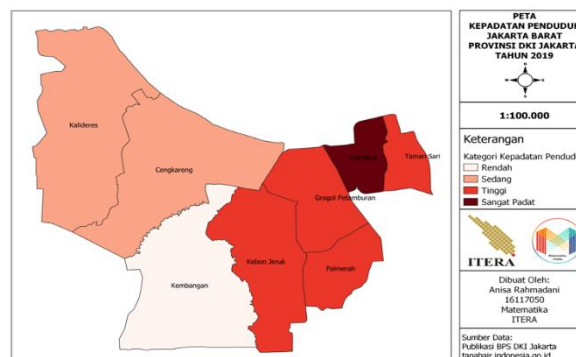 PETA
KEPADATAN PENDUDUK
JAKARTA BARAT
PROVINSI DKI JAKARTA
TAHUN 2019
1:100.000
Keterangan
Kategori Kepadatan Pendud
Rendah
Sedang
Tinggi
Sangat Padat
ITERA
Dibuat Oleh:
Anisa Rahmadani
16117050
Matematika
ITERA
Sumber Data:
Publikasi BPS DKI Jakarta
tanahair.indonesia.go.id
Kalideres
Cengkareng
Tambora
Taman Sari
Grogol Petamburan
Kebon Jeruk
Palmerah
Kembangan